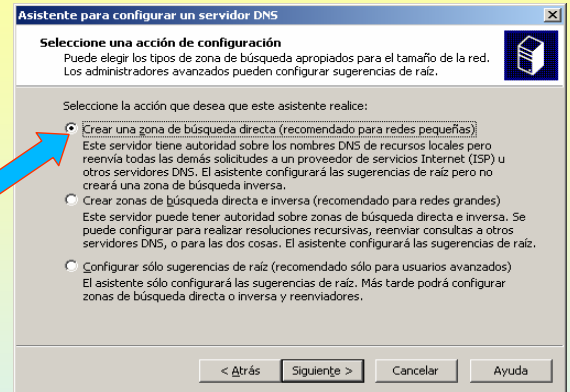 Asistente para configurar un servidor DNS
Seleccione una acción de configuración
Puede elegir los tipos de zona de búsqueda apropiados para el tamaño de la red.
Los administradores avanzados pueden configurar sugerencias de raíz.
Seleccione la acción que desea que este asistente realice:
Crear una zona de búsqueda directa (recomendado para redes pequeñas)
Este servidor tiene autoridad sobre los nombres DNS de recursos locales pero
reenvía todas las demás solicitudes a un proveedor de servicios Internet (ISP) u
otros servidores DNS. El asistente configurará las sugerencias de raíz pero no
creará una zona de búsqueda inversa.
Crear zonas de búsqueda directa e inversa (recomendado para redes grandes)
Este servidor puede tener autoridad sobre zonas de búsqueda directa e inversa. Se
puede configurar para realizar resoluciones recursivas, reenviar consultas a otros
servidores DNS, o para las dos cosas. El asistente configurará las sugerencias de raíz.
Configurar sólo sugerencias de raíz (recomendado sólo para usuarios avanzados)
El asistente sólo configurará las sugerencias de raíz. Más tarde podrá configurar
zonas de búsqueda directa o inversa y reenviadores.
< Atrás Siguiente > Cancelar Ayuda